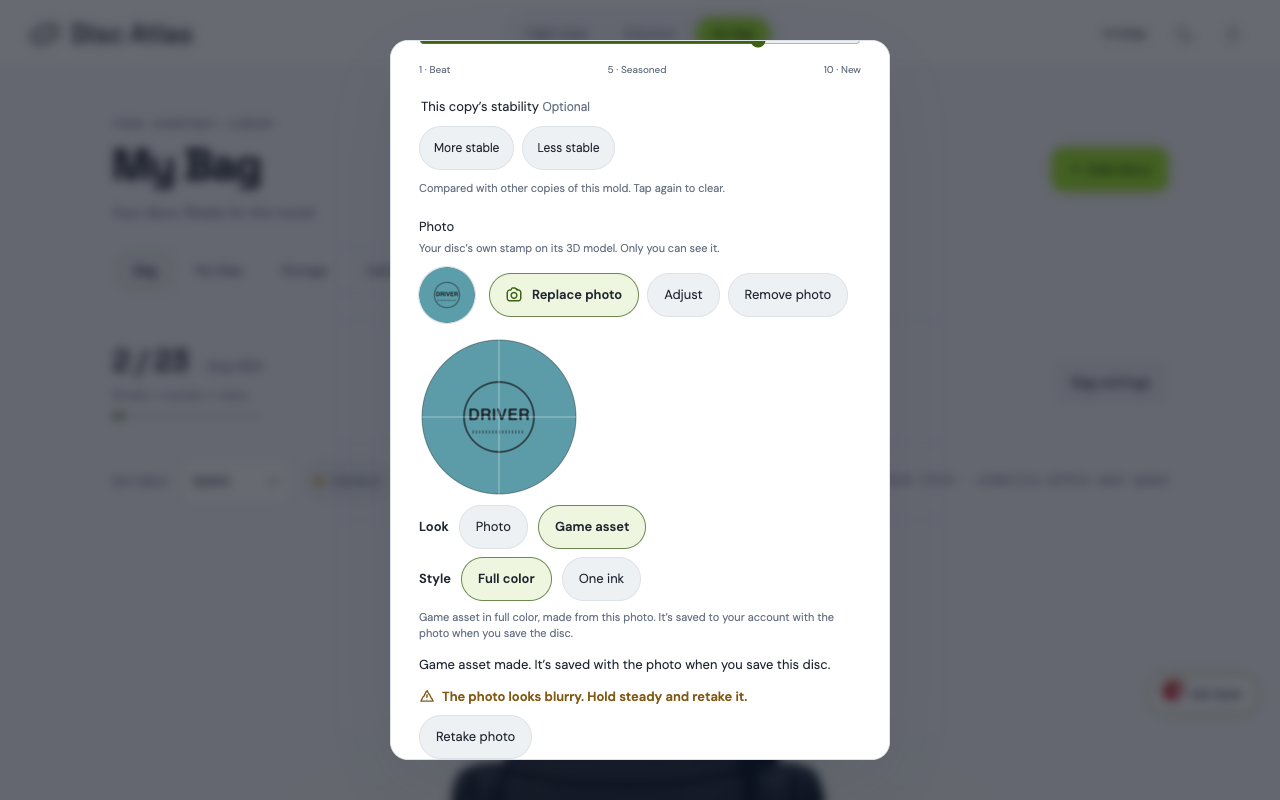 Disc Atlas
1 · Beat
5 · Seasoned
10 · New
This copy’s stability Optional
More stable
Less stable
Compared with other copies of this mold. Tap again to clear.
My Bag
Photo
Your disc’s own stamp on its 3D model. Only you can see it.
DRIVER
Replace photo
Adjust
Remove photo
2 / 23
DRIVER
Look
Photo
Game asset
Style
Full color
One ink
Game asset in full color, made from this photo. It’s saved to your account with the
photo when you save the disc.
Game asset made. It’s saved with the photo when you save this disc.
The photo looks blurry. Hold steady and retake it.
Retake photo